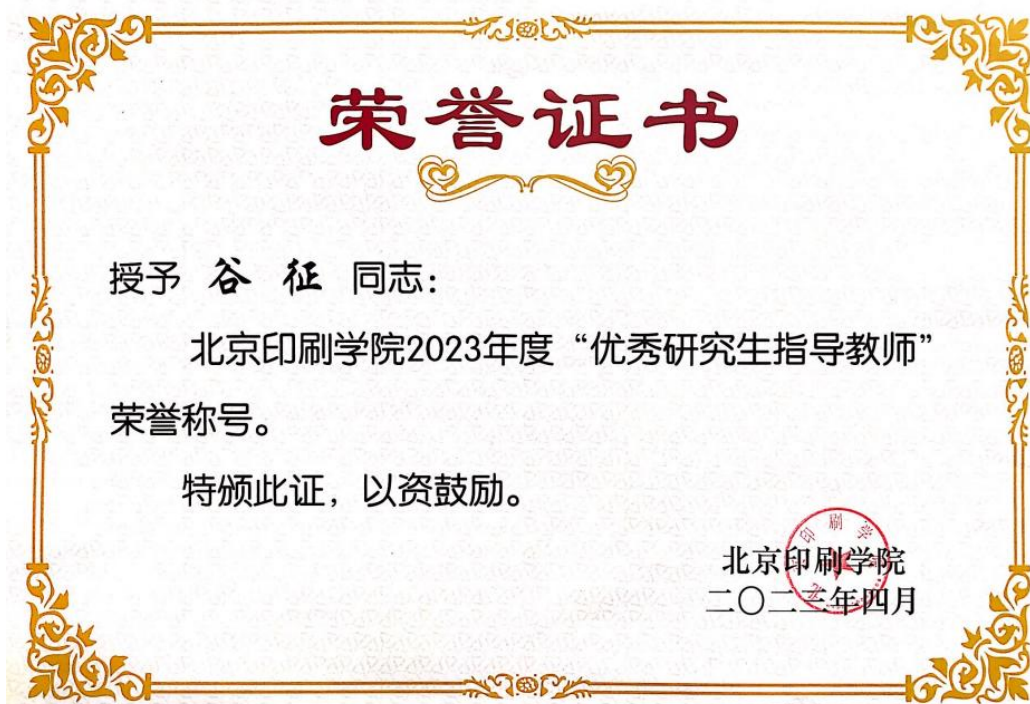 荣誉证书
授予 谷 征 同志：
北京印刷学院2023年度“优秀研究生指导教师”
荣誉称号。
特颁此证，以资鼓励。
北京印刷学院
二〇二三年四月